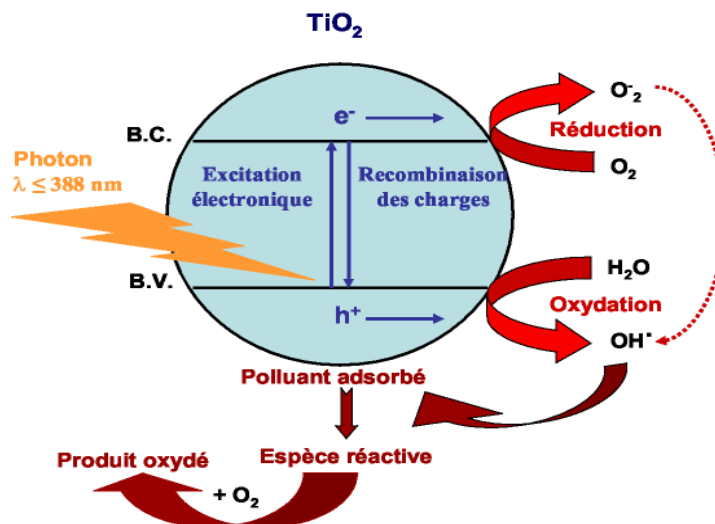 TiO₂
e⁻
B.C.
O⁻₂
Réduction
O₂
Photon
λ ≤ 388 nm
Excitation
électronique
Recombinaison
des charges
B.V.
h⁺
H₂O
Oxydation
OH•
Polluant adsorbé
Produit oxydé
Espèce réactive
+ O₂